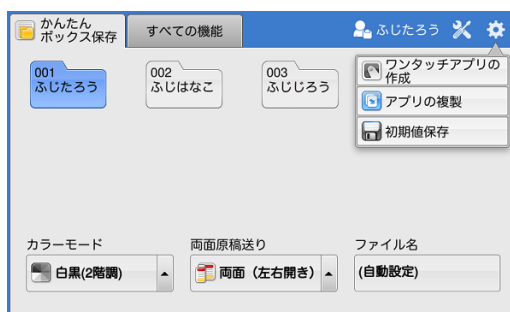 かんたん
ボックス保存
すべての機能
ふじたろう
001
ふじたろう
002
ふじはなこ
003
ふじじろう
ワンタッチアプリの
作成
アプリの複製
初期値保存
カラーモード
両面原稿送り
ファイル名
白黒(2階調)
両面（左右開き）
(自動設定)